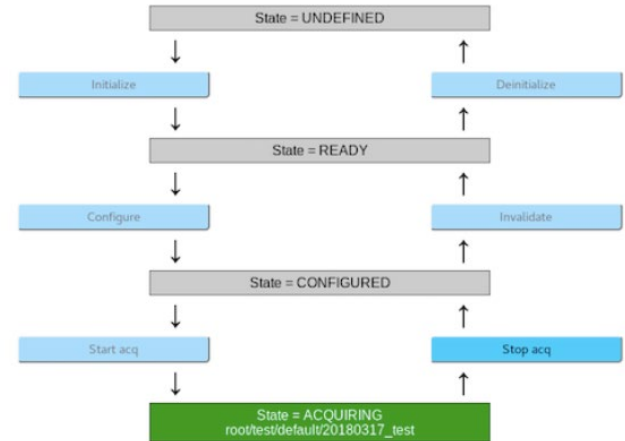 State = UNDEFINED
Initialize
Deinitialize
State = READY
Configure
Invalidate
State = CONFIGURED
Start acq
Stop acq
State = ACQUIRING
root/test/default/20180317_test